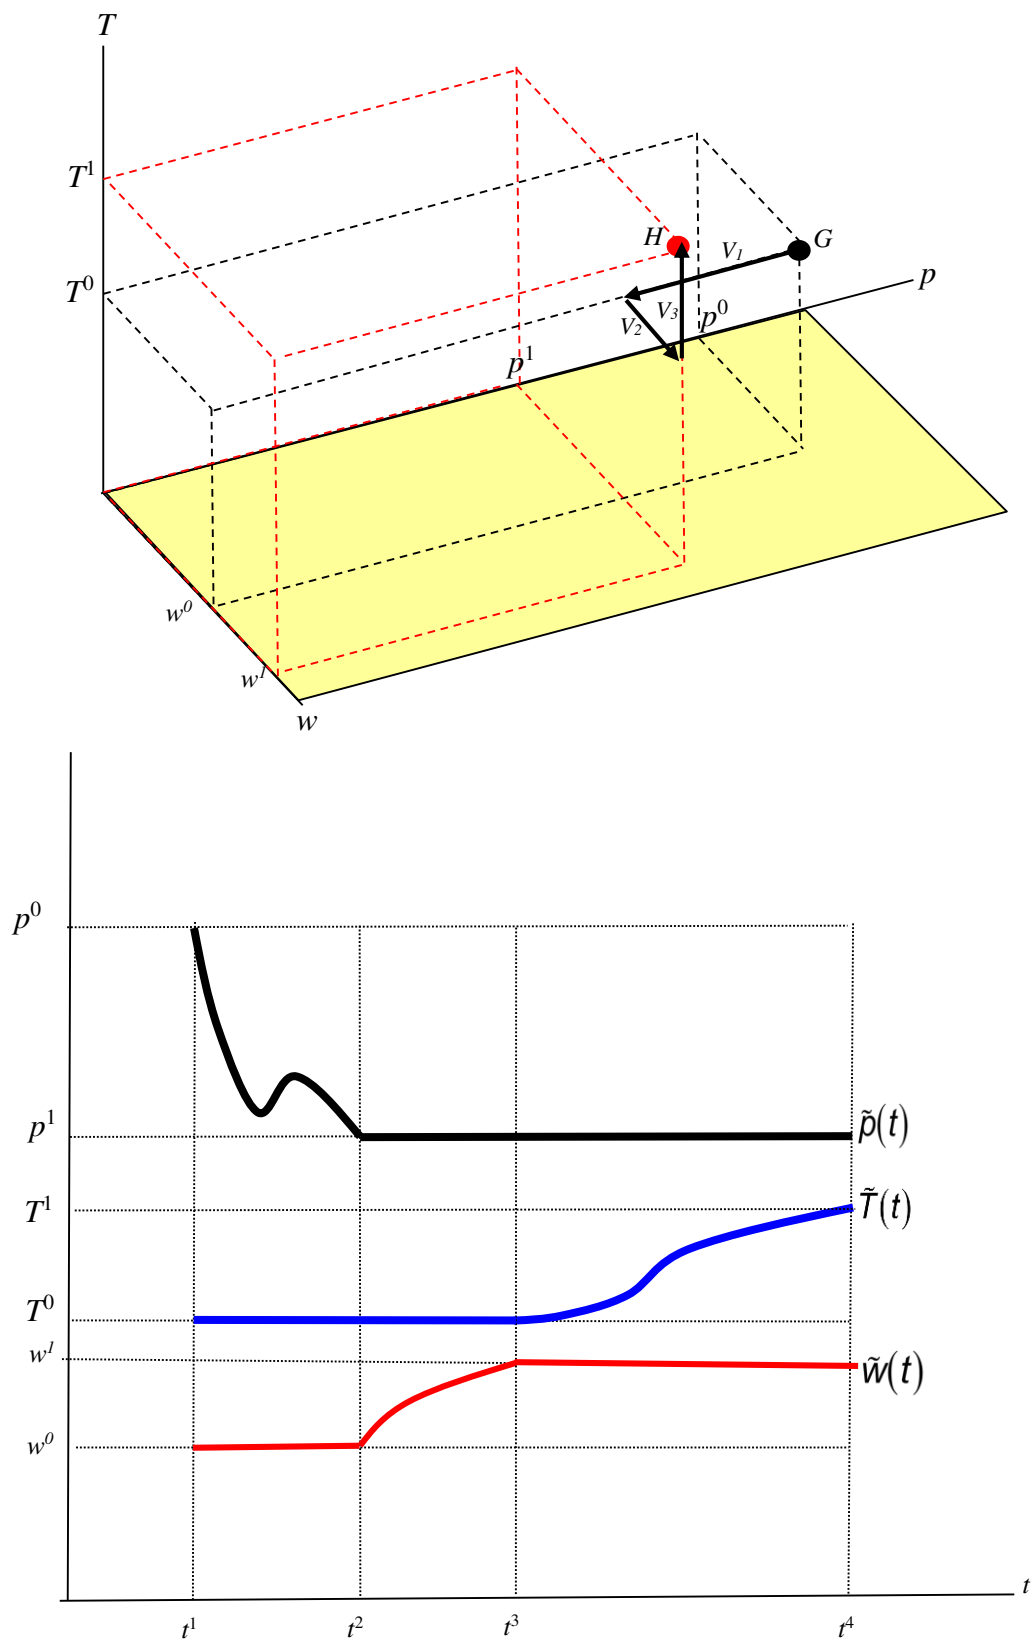 T
T¹
H
G
V₁
T⁰
p
V₃
p⁰
V₂
p¹
w⁰
w¹
w
p⁰
p¹
p̃(t)
T¹
T̃(t)
T⁰
w¹
w̃(t)
w⁰
t
t¹ t² t³ t⁴